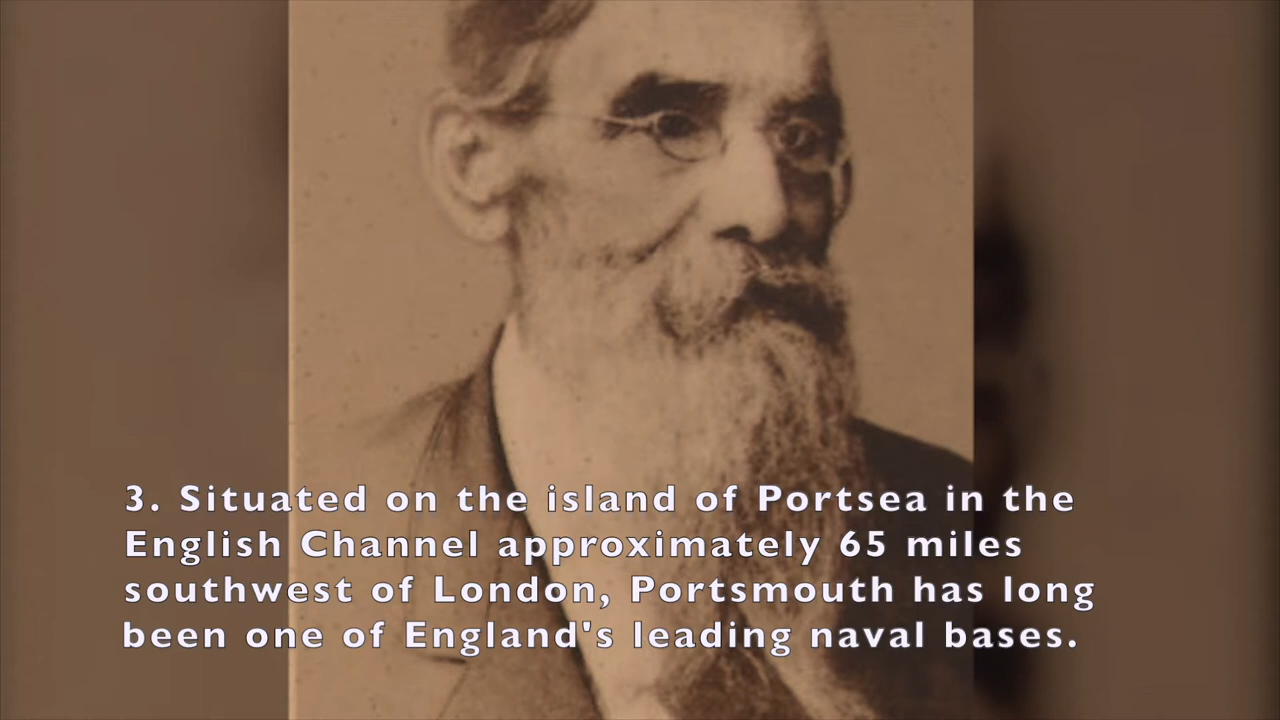 3. Situated on the island of Portsea in the
English Channel approximately 65 miles
southwest of London, Portsmouth has long
been one of England's leading naval bases.